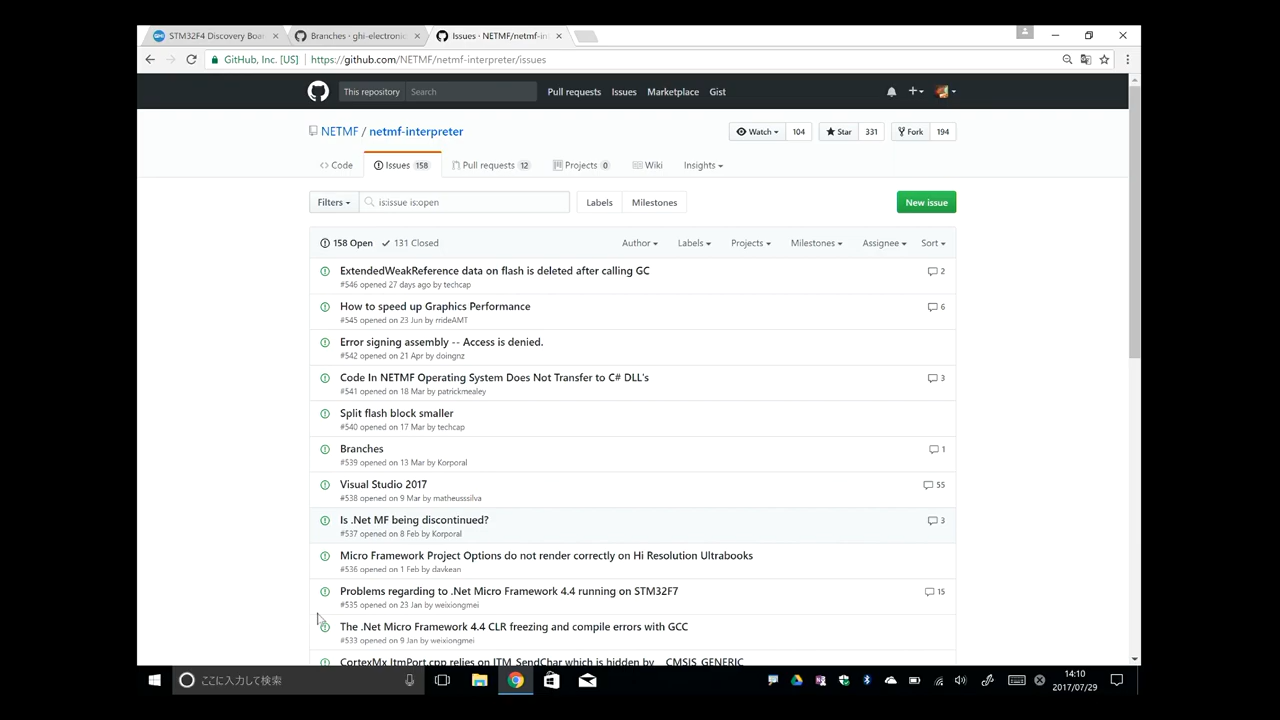 STM32F4 Discovery Boa
Branches · ghi-electronic
Issues · NETMF/netmf-in
GitHub, Inc. [US]
https://github.com/NETMF/netmf-interpreter/issues
This repository
Search
Pull requests
Issues
Marketplace
Gist
NETMF / netmf-interpreter
Watch
104
Star
331
Fork
194
Code
Issues 158
Pull requests 12
Projects 0
Wiki
Insights
Filters
is:issue is:open
Labels
Milestones
New issue
158 Open
131 Closed
Author
Labels
Projects
Milestones
Assignee
Sort
ExtendedWeakReference data on flash is deleted after calling GC
2
#546 opened 27 days ago by techcap
How to speed up Graphics Performance
6
#545 opened on 23 Jun by rrideAMT
Error signing assembly -- Access is denied.
#542 opened on 21 Apr by doingnz
Code In NETMF Operating System Does Not Transfer to C# DLL's
3
#541 opened on 18 Mar by patrickmealey
Split flash block smaller
#540 opened on 17 Mar by techcap
Branches
1
#539 opened on 13 Mar by Korporal
Visual Studio 2017
55
#538 opened on 9 Mar by matheusssilva
Is .Net MF being discontinued?
3
#537 opened on 8 Feb by Korporal
Micro Framework Project Options do not render correctly on Hi Resolution Ultrabooks
#536 opened on 1 Feb by davkean
Problems regarding to .Net Micro Framework 4.4 running on STM32F7
15
#535 opened on 23 Jan by weixiongmei
The .Net Micro Framework 4.4 CLR freezing and compile errors with GCC
#533 opened on 9 Jan by weixiongmei
CortexMx ItmPort.cpp relies on ITM_SendChar which is hidden by __CMSIS_GENERIC
ここに入力して検索
14:10
2017/07/29